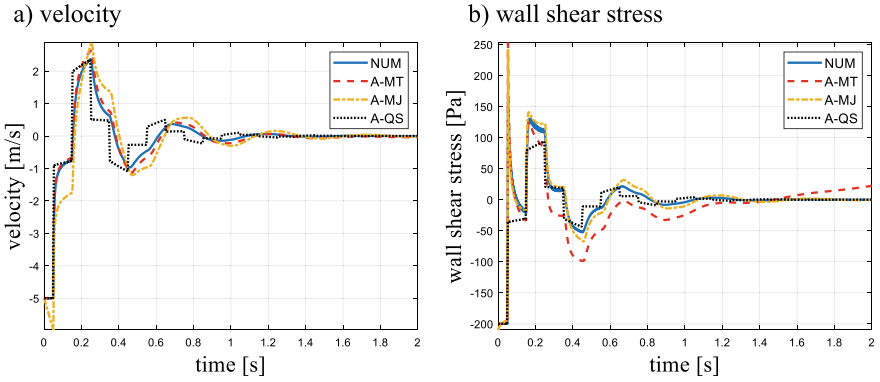 a) velocity
b) wall shear stress
velocity [m/s]
2
1
0
-1
-2
-3
-4
-5
0
0.2
0.4
0.6
0.8
1
1.2
1.4
1.6
1.8
2
time [s]
NUM
A-MT
A-MJ
A-QS
wall shear stress [Pa]
250
200
150
100
50
0
-50
-100
-150
-200
0
0.2
0.4
0.6
0.8
1
1.2
1.4
1.6
1.8
2
time [s]
NUM
A-MT
A-MJ
A-QS